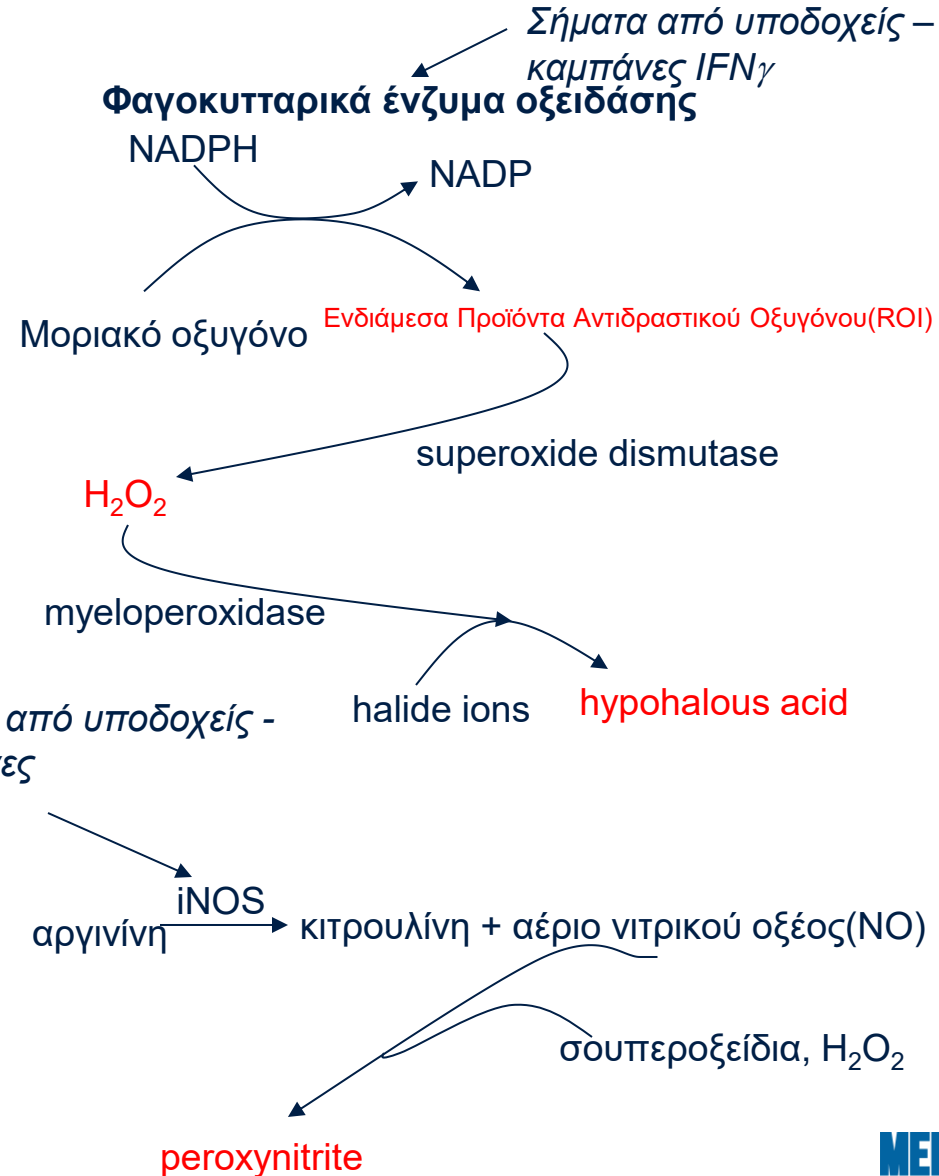 Σήματα από υποδοχείς –
καμπάνες IFNγ
Φαγοκυτταρικά ένζυμα οξειδάσης
NADPH
NADP
Μοριακό οξυγόνο
Ενδιάμεσα Προϊόντα Αντιδραστικού Οξυγόνου(ROI)
superoxide dismutase
H₂O₂
myeloperoxidase
halide ions
hypohalous acid
από υποδοχείς -
iNOS
αργινίνη
κιτρουλίνη + αέριο νιτρικού οξέος(NO)
σουπεροξείδια, H₂O₂
peroxynitrite